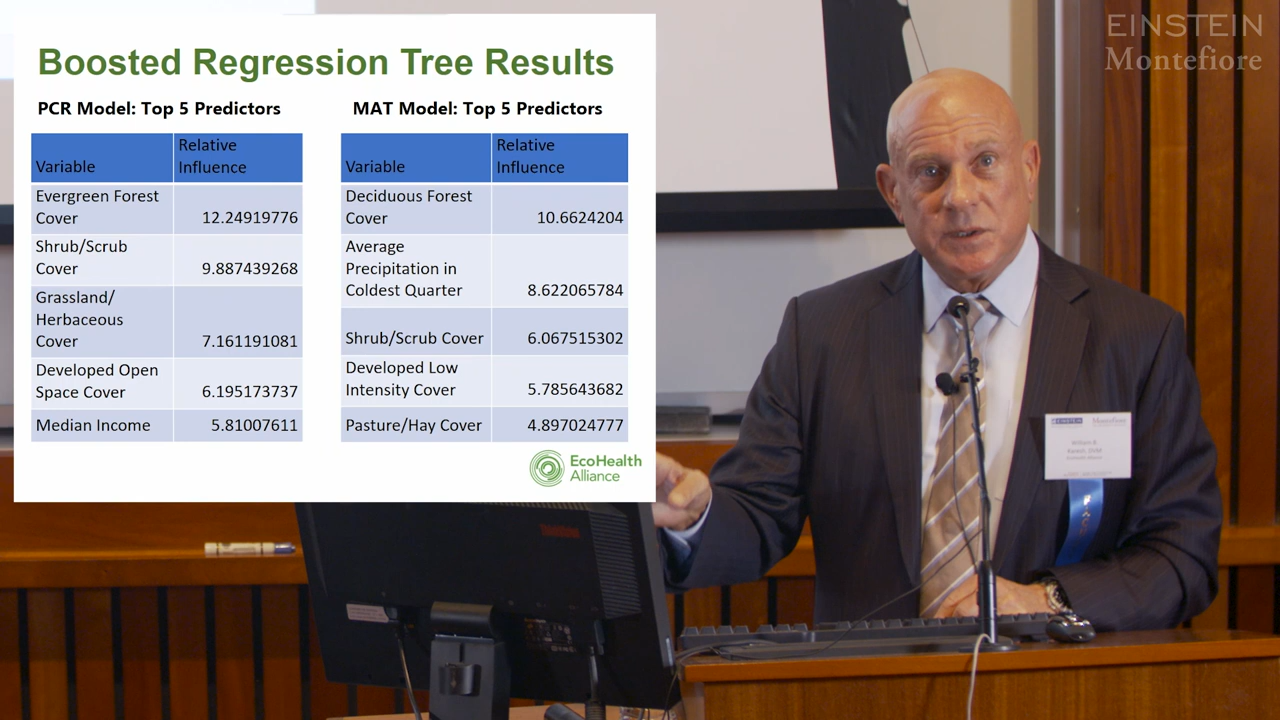 Boosted Regression Tree Results
PCR Model: Top 5 Predictors
Variable
Relative
Influence
Evergreen Forest
Cover
12.24919776
Shrub/Scrub
Cover
9.887439268
Grassland/
Herbaceous
Cover
7.161191081
Developed Open
Space Cover
6.195173737
Median Income
5.81007611
MAT Model: Top 5 Predictors
Variable
Relative
Influence
Deciduous Forest
Cover
10.6624204
Average
Precipitation in
Coldest Quarter
8.622065784
Shrub/Scrub Cover
6.067515302
Developed Low
Intensity Cover
5.785643682
Pasture/Hay Cover
4.897024777
EcoHealth
Alliance
EINSTEIN
Montefiore
EINSTEIN
Montefiore
William B